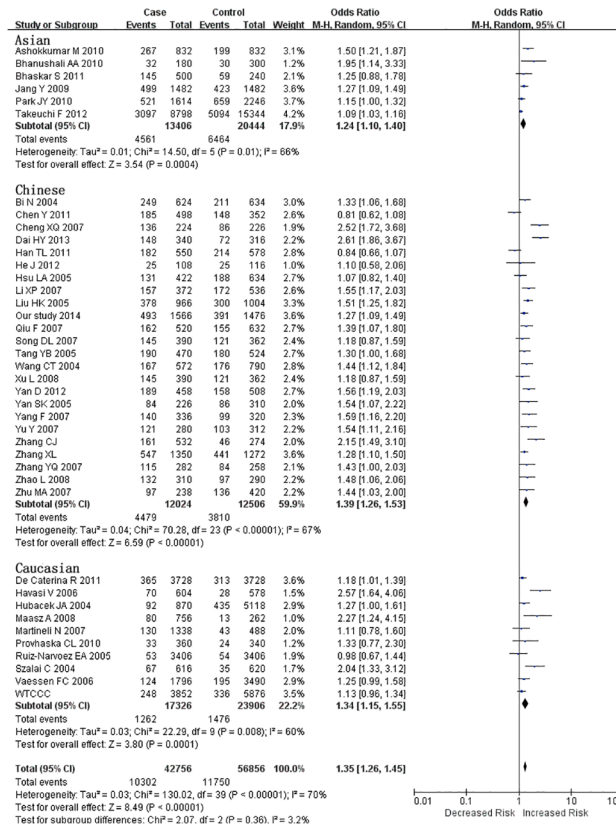 Case Control Odds Ratio Odds Ratio
Study or Subgroup Events Total Events Total Weight M-H, Random, 95% CI M-H, Random, 95% CI
Asian
Ashokkumar M 2010 267 832 199 832 3.1% 1.50 [1.21, 1.87]
Bhanushali AA 2010 32 180 30 300 1.3% 1.95 [1.14, 3.33]
Bhaskar S 2011 145 500 59 240 2.2% 1.25 [0.88, 1.78]
Jang Y 2009 499 1482 423 1482 3.7% 1.27 [1.09, 1.49]
Park JY 2010 521 1614 659 2246 3.8% 1.15 [1.00, 1.32]
Takeuchi F 2012 3097 8798 5094 15344 4.2% 1.09 [1.03, 1.16]
Subtotal (95% CI) 13406 20444 17.9% 1.24 [1.10, 1.40]
Total events 4561 6464
Heterogeneity: Tau² = 0.01; Chi² = 14.50, df = 5 (P = 0.01); I² = 66%
Test for overall effect: Z = 3.54 (P = 0.0004)
Chinese
Bi N 2004 249 624 211 634 3.0% 1.33 [1.06, 1.68]
Chen Y 2011 185 498 148 352 2.6% 0.81 [0.62, 1.08]
Cheng XQ 2007 136 224 86 226 1.9% 2.52 [1.72, 3.68]
Dai HY 2013 148 340 72 316 2.2% 2.61 [1.86, 3.67]
Han TL 2011 182 550 214 578 2.8% 0.84 [0.66, 1.07]
He J 2012 25 108 25 116 1.0% 1.10 [0.58, 2.06]
Hsu LA 2005 131 422 188 634 2.6% 1.07 [0.82, 1.40]
Li XP 2007 157 372 172 536 2.6% 1.55 [1.17, 2.03]
Liu HK 2005 378 966 300 1004 3.4% 1.51 [1.25, 1.82]
Our study 2014 493 1566 391 1476 3.7% 1.27 [1.09, 1.49]
Qiu F 2007 162 520 155 632 2.7% 1.39 [1.07, 1.80]
Song DL 2007 145 390 121 362 2.4% 1.18 [0.87, 1.59]
Tang YB 2005 190 470 180 524 2.7% 1.30 [1.00, 1.68]
Wang CT 2004 167 572 176 790 2.8% 1.44 [1.12, 1.84]
Xu L 2008 145 390 121 362 2.4% 1.18 [0.87, 1.59]
Yan D 2012 189 458 158 508 2.6% 1.56 [1.19, 2.03]
Yan SK 2005 84 226 86 310 2.0% 1.54 [1.07, 2.22]
Yang F 2007 140 336 99 320 2.3% 1.59 [1.16, 2.20]
Yu Y 2007 121 280 103 312 2.2% 1.54 [1.11, 2.16]
Zhang CJ 161 532 46 274 2.0% 2.15 [1.49, 3.10]
Zhang XL 547 1350 441 1272 3.6% 1.28 [1.10, 1.50]
Zhang YQ 2007 115 282 84 258 2.0% 1.43 [1.00, 2.03]
Zhao L 2008 132 310 97 290 2.2% 1.48 [1.06, 2.06]
Zhu MA 2007 97 238 136 420 2.2% 1.44 [1.03, 2.00]
Subtotal (95% CI) 12024 12506 59.9% 1.39 [1.26, 1.53]
Total events 4479 3810
Heterogeneity: Tau² = 0.04; Chi² = 70.28, df = 23 (P < 0.00001); I² = 67%
Test for overall effect: Z = 6.59 (P < 0.00001)
Caucasian
De Caterina R 2011 365 3728 313 3728 3.6% 1.18 [1.01, 1.39]
Havasi V 2006 70 604 28 578 1.6% 2.57 [1.64, 4.06]
Hubacek JA 2004 92 870 435 5118 2.8% 1.27 [1.00, 1.61]
Maasz A 2008 80 756 13 262 1.1% 2.27 [1.24, 4.15]
Martineli N 2007 130 1338 43 488 2.1% 1.11 [0.78, 1.60]
Provhaska CL 2010 33 360 24 340 1.2% 1.33 [0.77, 2.30]
Ruiz-Narvoez EA 2005 53 3406 54 3406 2.0% 0.98 [0.67, 1.44]
Szalai C 2004 67 616 35 620 1.7% 2.04 [1.33, 3.12]
Vaessen FC 2006 124 1796 195 3490 2.9% 1.25 [0.99, 1.58]
WTCCC 248 3852 336 5876 3.5% 1.13 [0.96, 1.34]
Subtotal (95% CI) 17326 23906 22.2% 1.34 [1.15, 1.55]
Total events 1262 1476
Heterogeneity: Tau² = 0.03; Chi² = 22.29, df = 9 (P = 0.008); I² = 60%
Test for overall effect: Z = 3.80 (P = 0.0001)
Total (95% CI) 42756 56856 100.0% 1.35 [1.26, 1.45]
Total events 10302 11750
Heterogeneity: Tau² = 0.03; Chi² = 130.02, df = 39 (P < 0.00001); I² = 70%
Test for overall effect: Z = 8.49 (P < 0.00001)
Test for subgroup differences: Chi² = 2.07, df = 2 (P = 0.36), I² = 3.2%
0.01 0.1 1 10
Decreased Risk Increased Risk